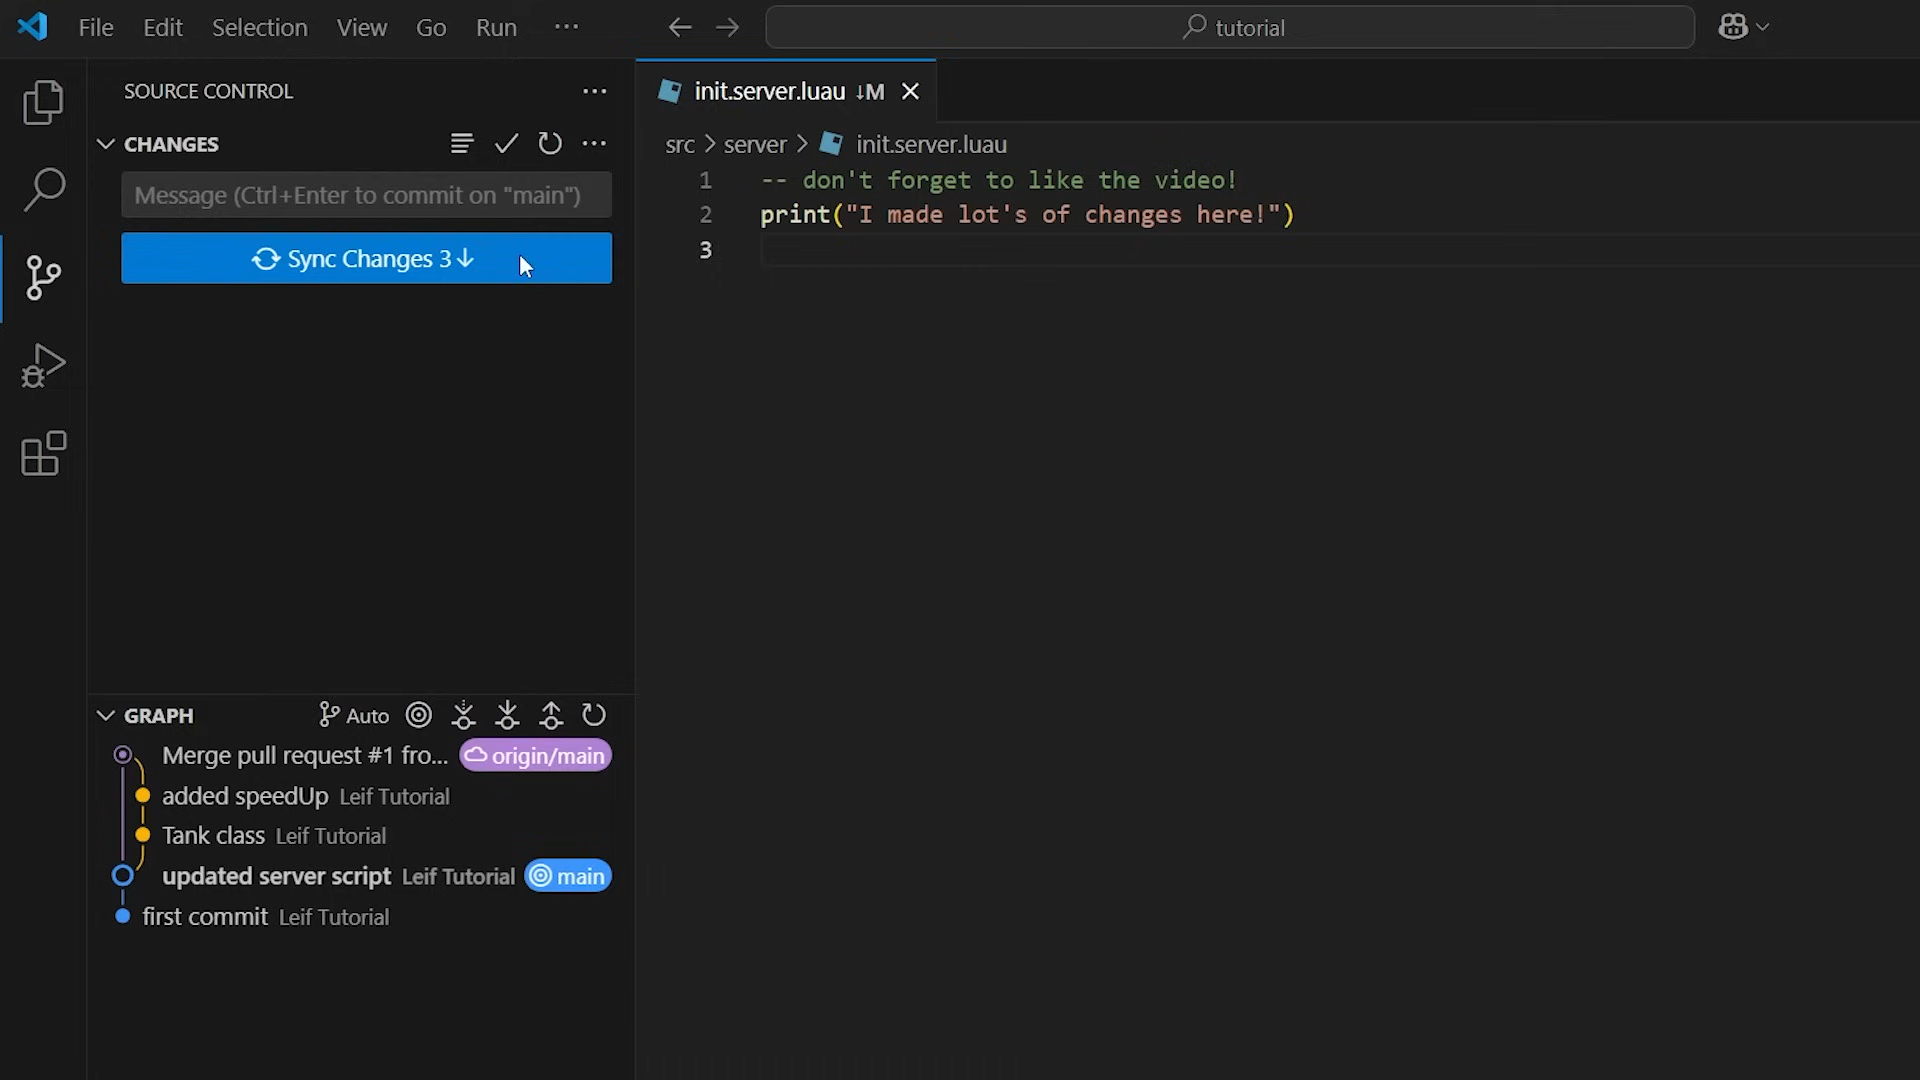 File Edit Selection View Go Run ···
tutorial
SOURCE CONTROL ···
CHANGES ···
Message (Ctrl+Enter to commit on "main")
Sync Changes 3↓
init.server.luau ↓M
src > server > init.server.luau
1 -- don't forget to like the video!
2 print("I made lot's of changes here!")
3
GRAPH Auto
Merge pull request #1 fro... origin/main
added speedUp Leif Tutorial
Tank class Leif Tutorial
updated server script Leif Tutorial main
first commit Leif Tutorial